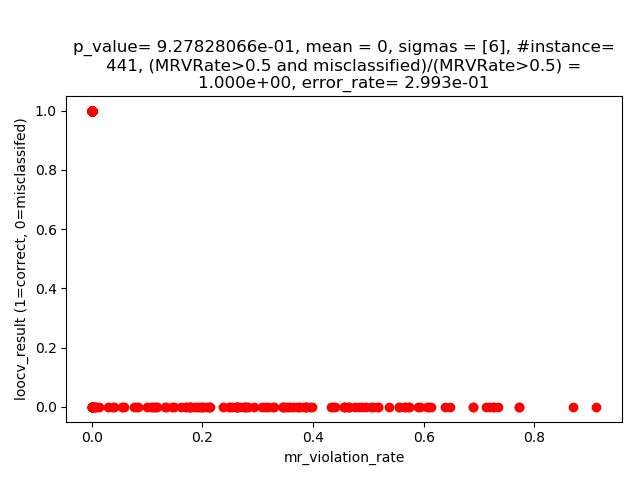 p_value= 9.27828066e-01, mean = 0, sigmas = [6], #instance=
441, (MRVRate>0.5 and misclassified)/(MRVRate>0.5) =
1.000e+00, error_rate= 2.993e-01
loocv_result (1=correct, 0=misclassifed)
1.0
0.8
0.6
0.4
0.2
0.0
0.0 0.2 0.4 0.6 0.8
mr_violation_rate